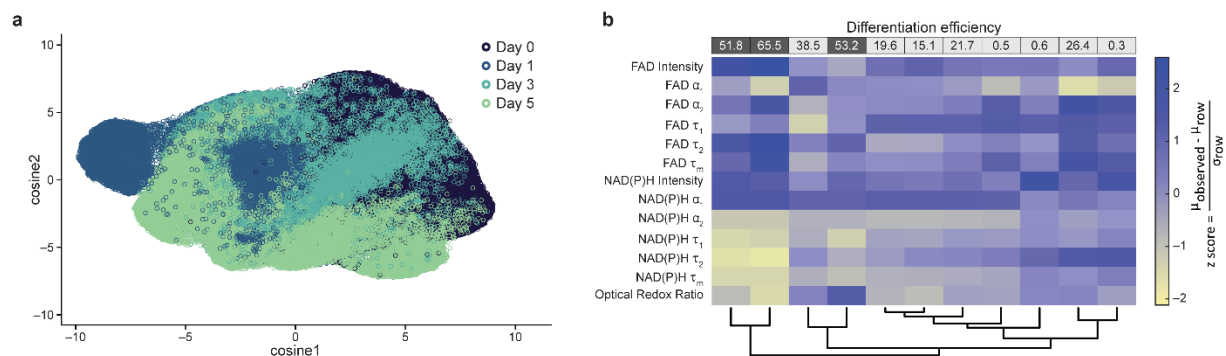 a
10
5
0
−5
−10
−10
−5
0
5
10
cosine2
cosine1
Day 0
Day 1
Day 3
Day 5
b
Differentiation efficiency
51.8 65.5 38.5 53.2 19.6 15.1 21.7 0.5 0.6 26.4 0.3
FAD Intensity
FAD α₁
FAD α₂
FAD τ₁
FAD τ₂
FAD τₘ
NAD(P)H Intensity
NAD(P)H α₁
NAD(P)H α₂
NAD(P)H τ₁
NAD(P)H τ₂
NAD(P)H τₘ
Optical Redox Ratio
2
1
0
−1
−2
z score = μobserved - μrow
σrow